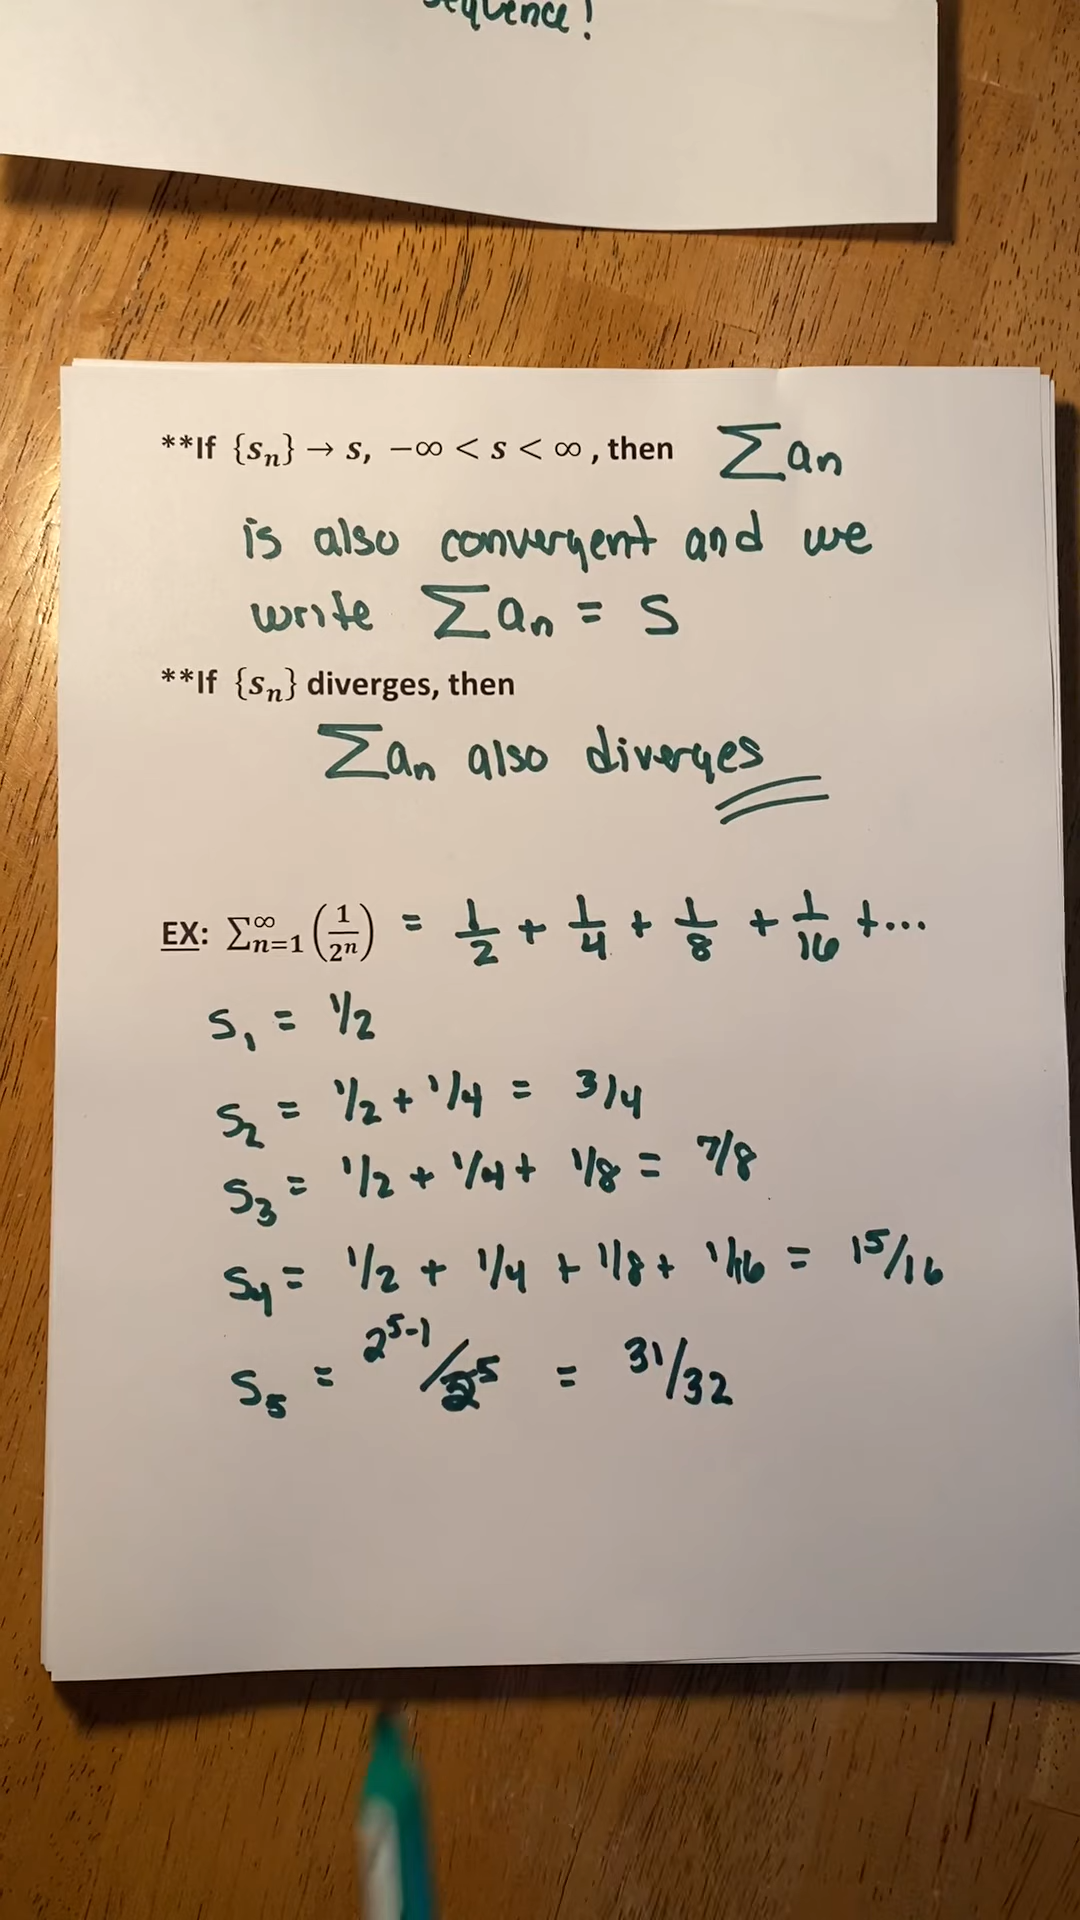 sequence!
**If {sₙ} → s, −∞ < s < ∞, then ∑aₙ
is also convergent and we
write ∑aₙ = s
**If {sₙ} diverges, then
∑aₙ also diverges
EX: ∑ₙ₌₁^∞ (1/2ⁿ) = 1/2 + 1/4 + 1/8 + 1/16 + ...
S₁ = 1/2
S₂ = 1/2 + 1/4 = 3/4
S₃ = 1/2 + 1/4 + 1/8 = 7/8
S₄ = 1/2 + 1/4 + 1/8 + 1/16 = 15/16
S₅ = 2⁵⁻¹/2⁵ = 31/32